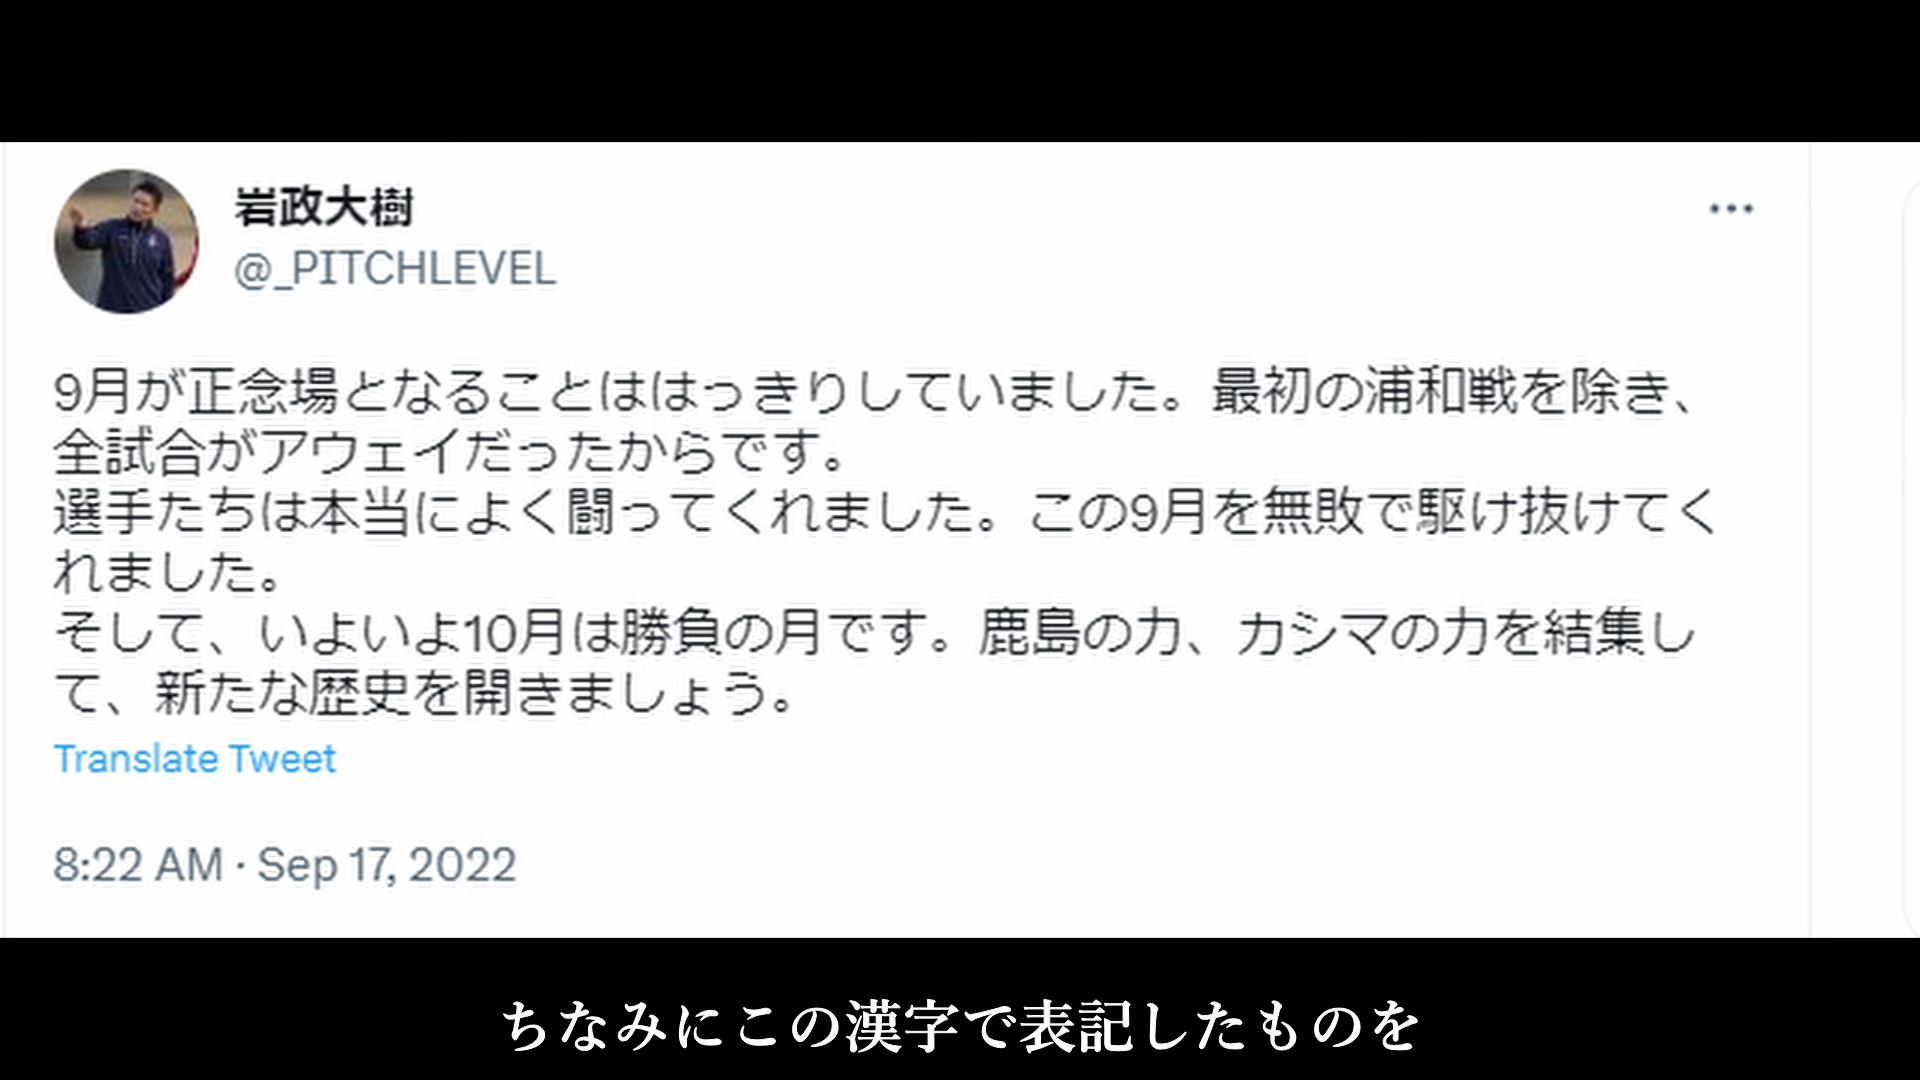 岩政大樹
@_PITCHLEVEL
9月が正念場となることははっきりしていました。最初の浦和戦を除き、
全試合がアウェイだったからです。
選手たちは本当によく闘ってくれました。この9月を無敗で駆け抜けてく
れました。
そして、いよいよ10月は勝負の月です。鹿島の力、カシマの力を結集し
て、新たな歴史を開きましょう。
Translate Tweet
8:22 AM · Sep 17, 2022
ちなみにこの漢字で表記したものを